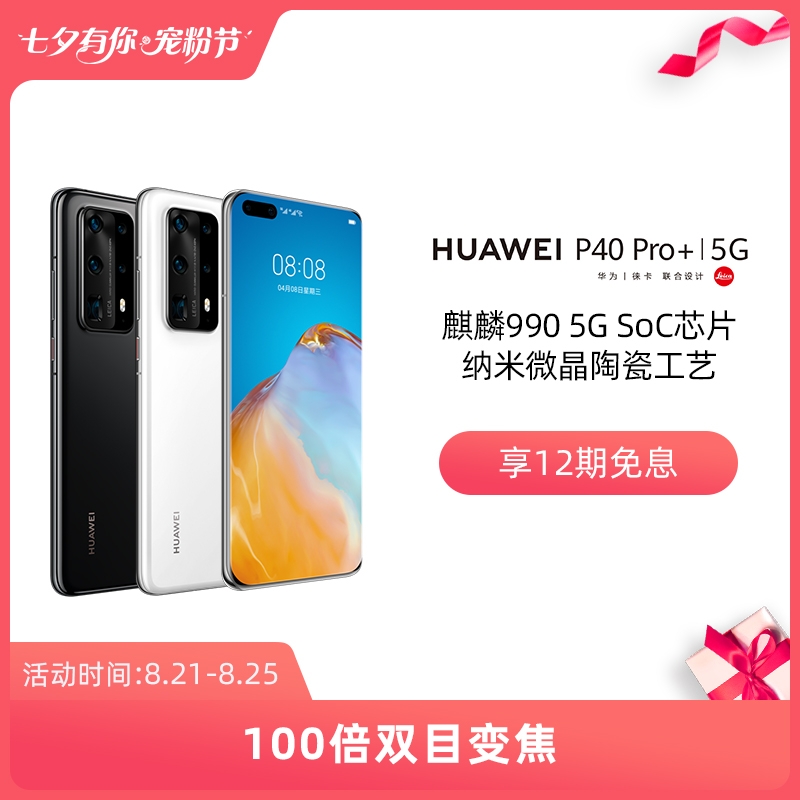 七夕有你 宠粉节
08:08
04月08日星期三
LEICA
LEICA
HUAWEI
HUAWEI
HUAWEI P40 Pro+|5G
华为|徕卡 联合设计 Leica
麒麟990 5G SoC芯片
纳米微晶陶瓷工艺
享12期免息
活动时间:8.21-8.25
100倍双目变焦